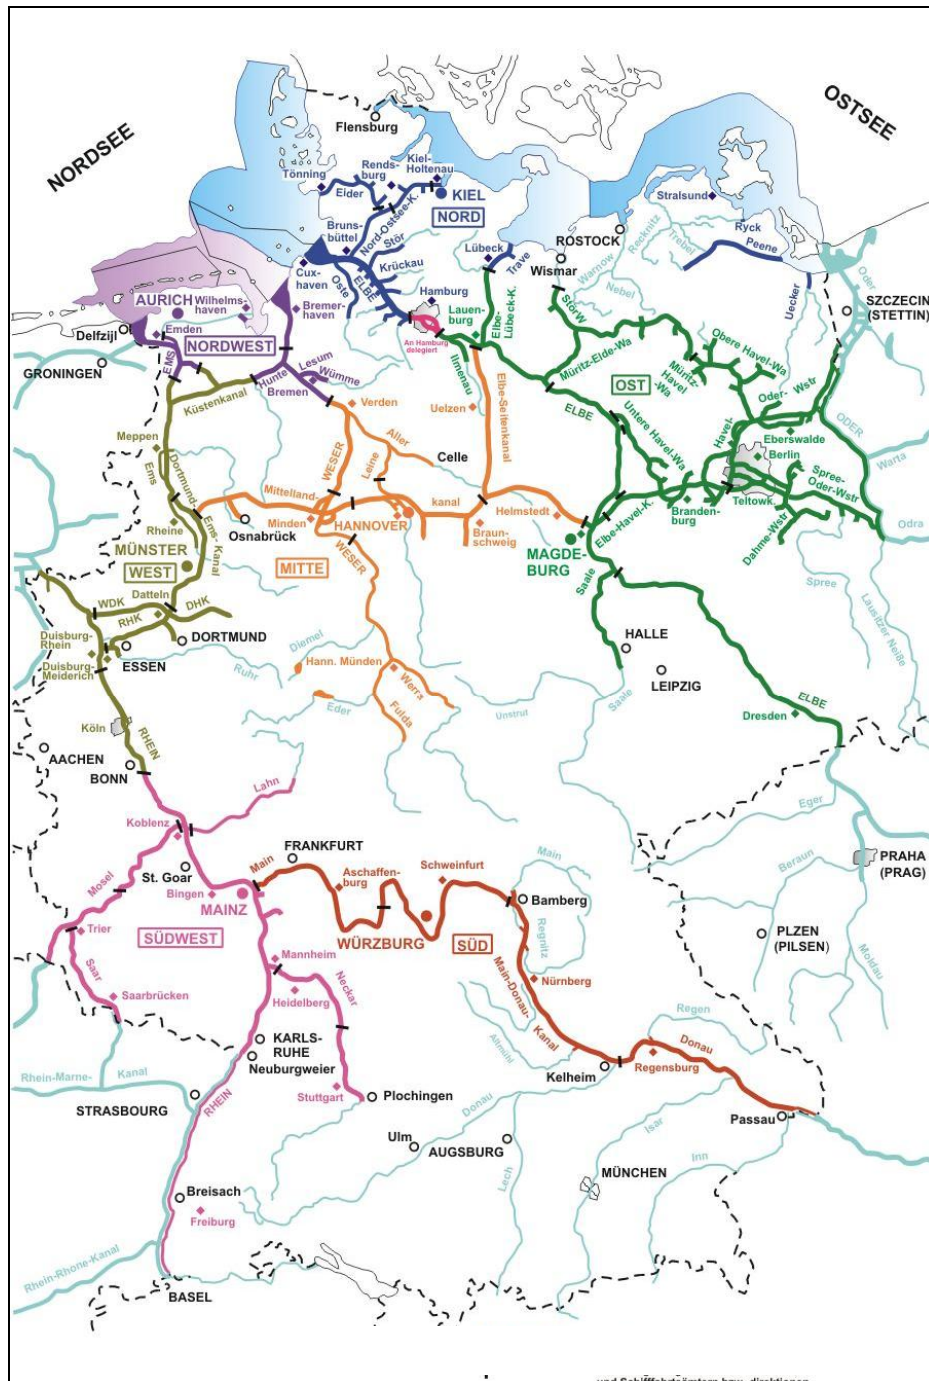 NORDSEE
OSTSEE
Flensburg
Tönning
Rends-
burg
Kiel-
Holtenau
Eider
KIEL
NORD
Nord-Ostsee-K.
Bruns-
büttel
Stör
Krückau
ELBE
Oste
Cux-
haven
Lübeck
Trave
Hamburg
Lauen-
burg
Elbe-
Lübeck-K.
An Hamburg
delegiert
Ilmenau
ROSTOCK
Wismar
Warnow
Recknitz
Trebel
Nebel
Stralsund
Ryck
Peene
Uecker
Oder
SZCZECIN
(STETTIN)
AURICH
Wilhelms-
haven
Bremer-
haven
Emden
Delfzijl
NORDWEST
GRONINGEN
EMS
Küstenkanal
Hunte
Lesum
Wümme
Bremen
StörW
Müritz-Elde-Wa
Obere Havel-Wa
Müritz-
Havel
-Wa
OST
ELBE
Untere Havel-Wa
Havel-
Oder-
Wstr
ODER
Eberswalde
Berlin
Warta
Spree-
Oder-Wstr
Teltowk.
Branden-
burg
Dahme-Wstr
Odra
Elbe-Havel-K.
Verden
Uelzen
Elbe-Seitenkanal
Meppen
Ems
Dortmund-
Ems-Kanal
Aller
Leine
Celle
WESER
Mittelland-
kanal
Helmstedt
Rheine
Osnabrück
Minden
HANNOVER
Braun-
schweig
MAGDE-
BURG
MÜNSTER
WEST
MITTE
WESER
Saale
Spree
Lausitzer Neiße
Datteln
WDK
RHK
DHK
Duisburg-
Rhein
Duisburg-
Meiderich
ESSEN
DORTMUND
Ruhr
Diemel
Hann. Münden
Werra
Eder
Fulda
HALLE
LEIPZIG
Unstrut
Saale
Dresden
ELBE
Köln
RHEIN
AACHEN
BONN
Lahn
Koblenz
Mosel
St. Goar
Bingen
MAINZ
Main
FRANKFURT
Aschaffen-
burg
Schweinfurt
Main
Bamberg
WÜRZBURG
SÜD
Regnitz
Eger
Beraun
PRAHA
(PRAG)
PLZEN
(PILSEN)
Moldau
Trier
SÜDWEST
Saar
Saarbrücken
Mannheim
Neckar
Heidelberg
Nürnberg
Main-Donau-
Kanal
Altmühl
Regen
Donau
KARLS-
RUHE
Neuburgweier
Rhein-Marne-
Kanal
STRASBOURG
RHEIN
Stuttgart
Plochingen
Kelheim
Regensburg
Donau
Passau
Ulm
AUGSBURG
Isar
Lech
MÜNCHEN
Inn
Breisach
Freiburg
Rhein-Rhone-Kanal
BASEL